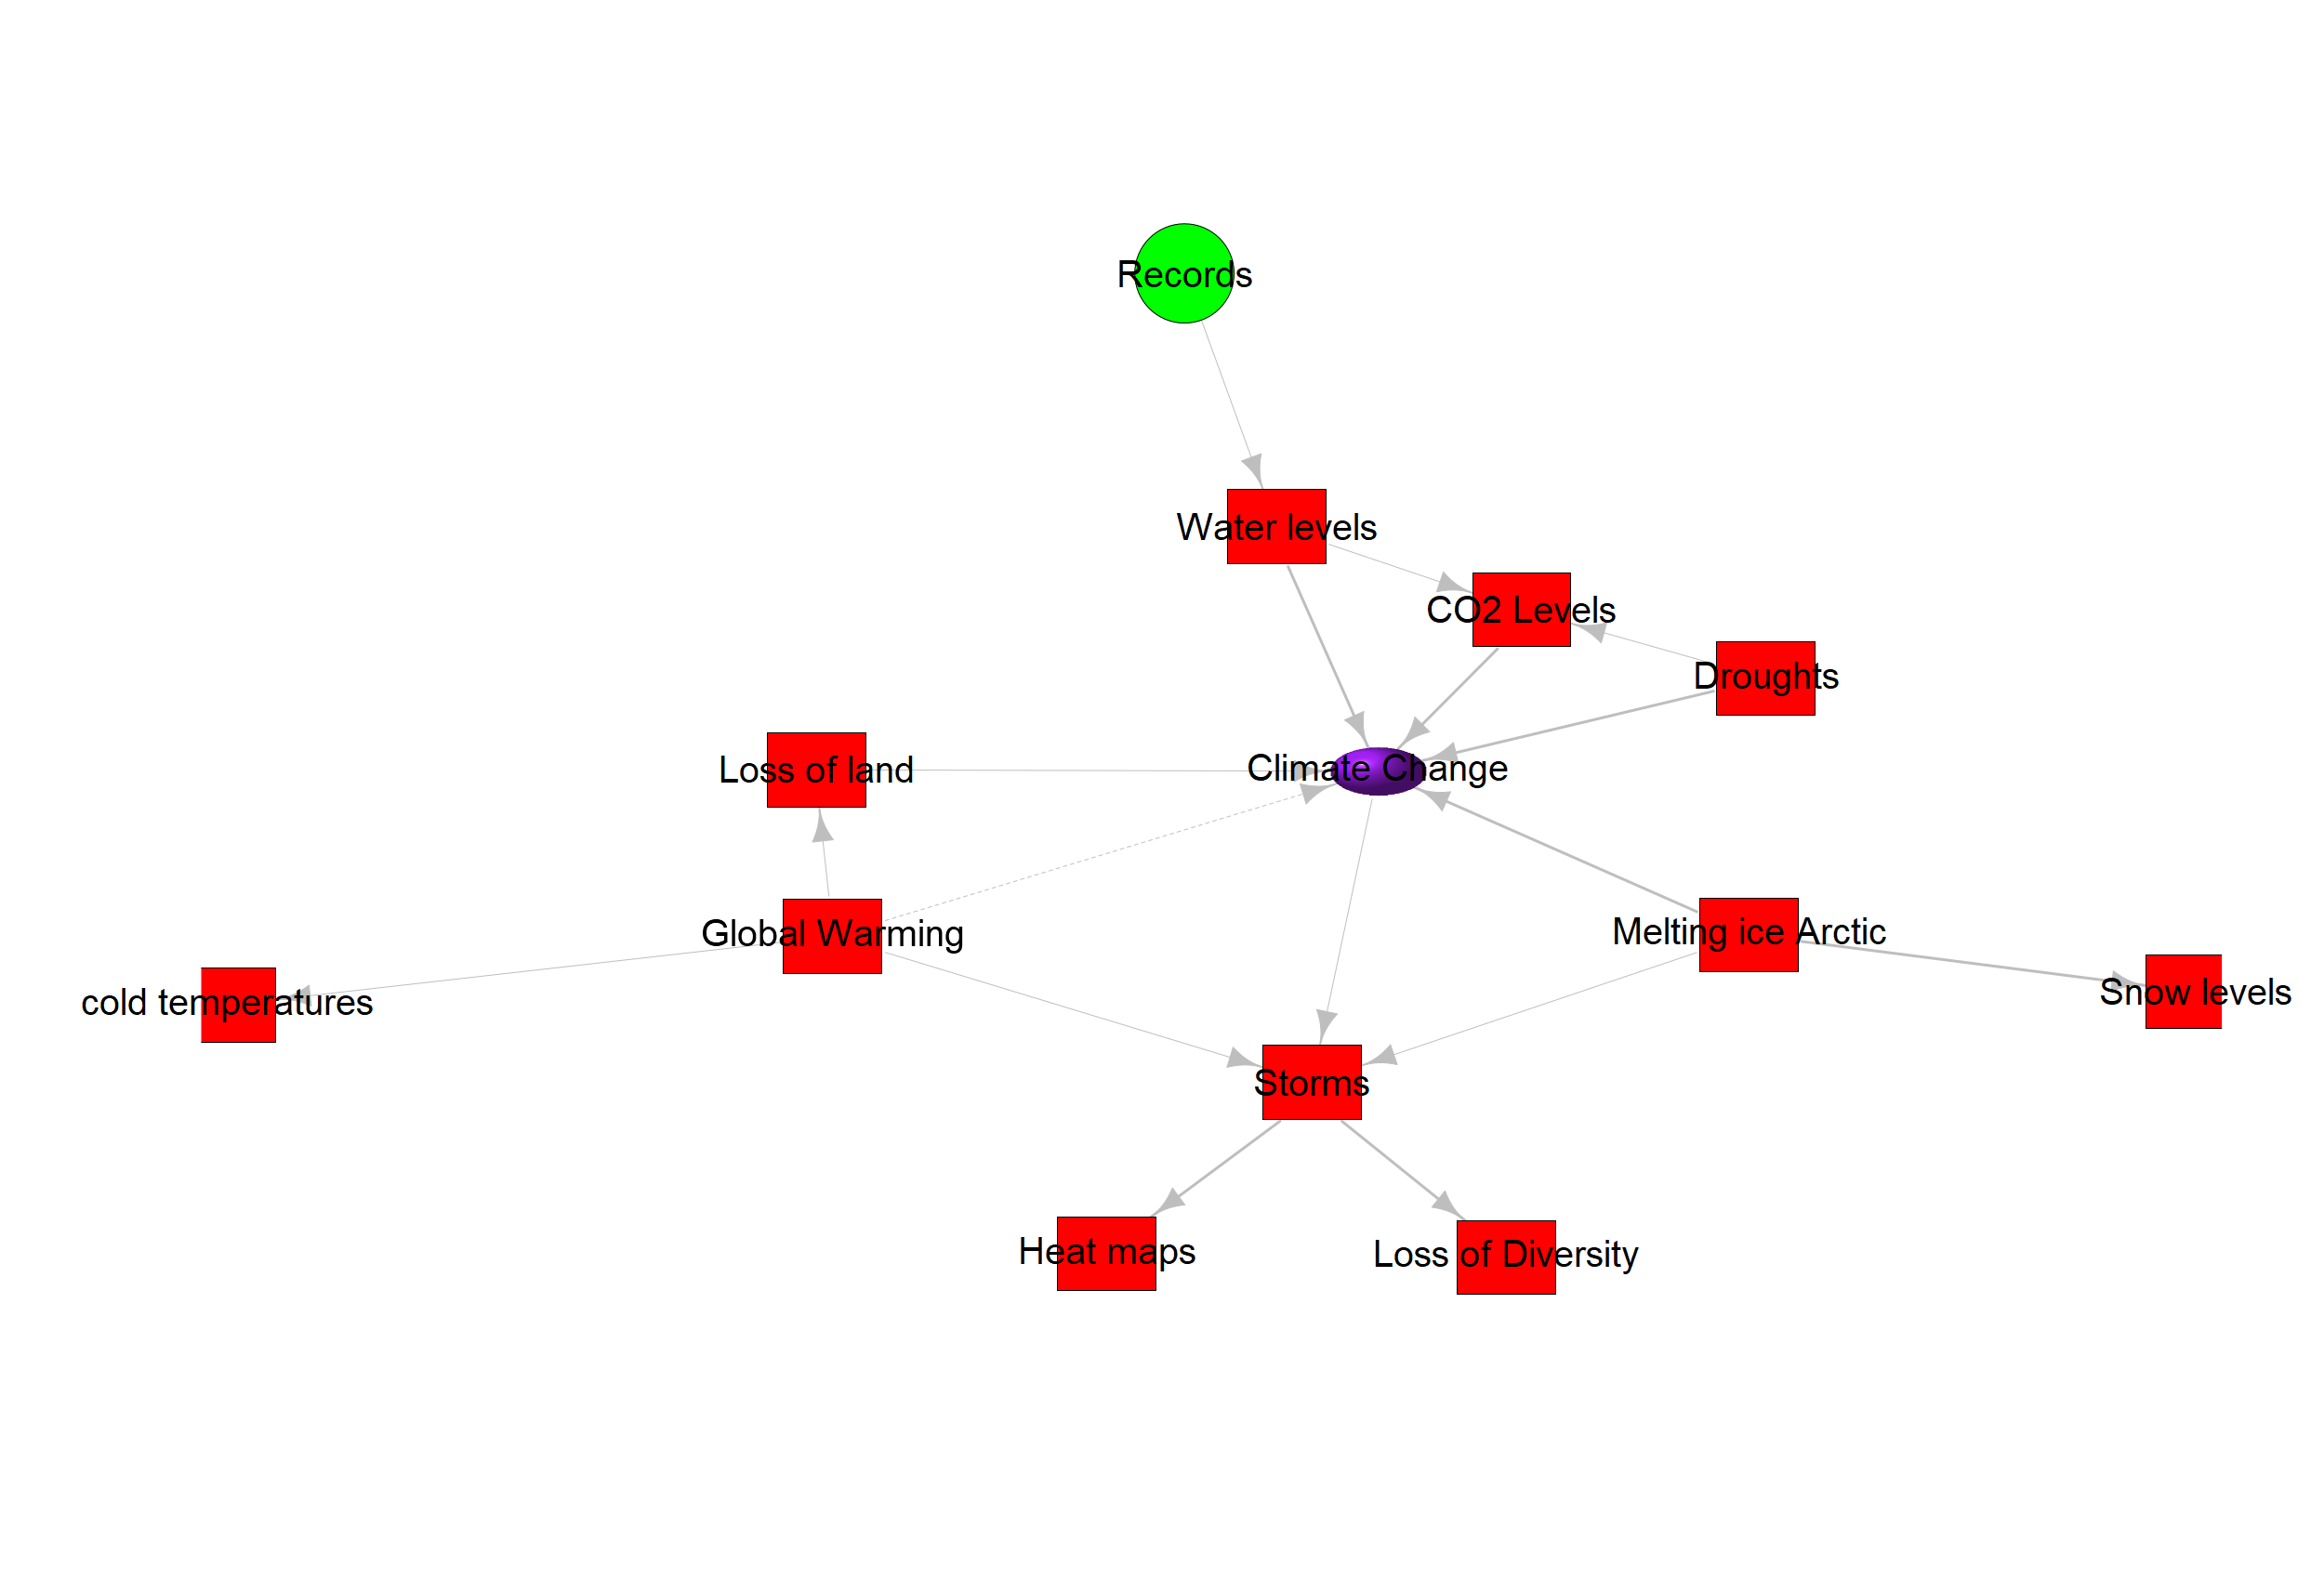 Records
Water levels
CO2 Levels
Droughts
Loss of land
Climate Change
Global Warming
Melting ice Arctic
cold temperatures
Snow levels
Storms
Heat maps
Loss of Diversity